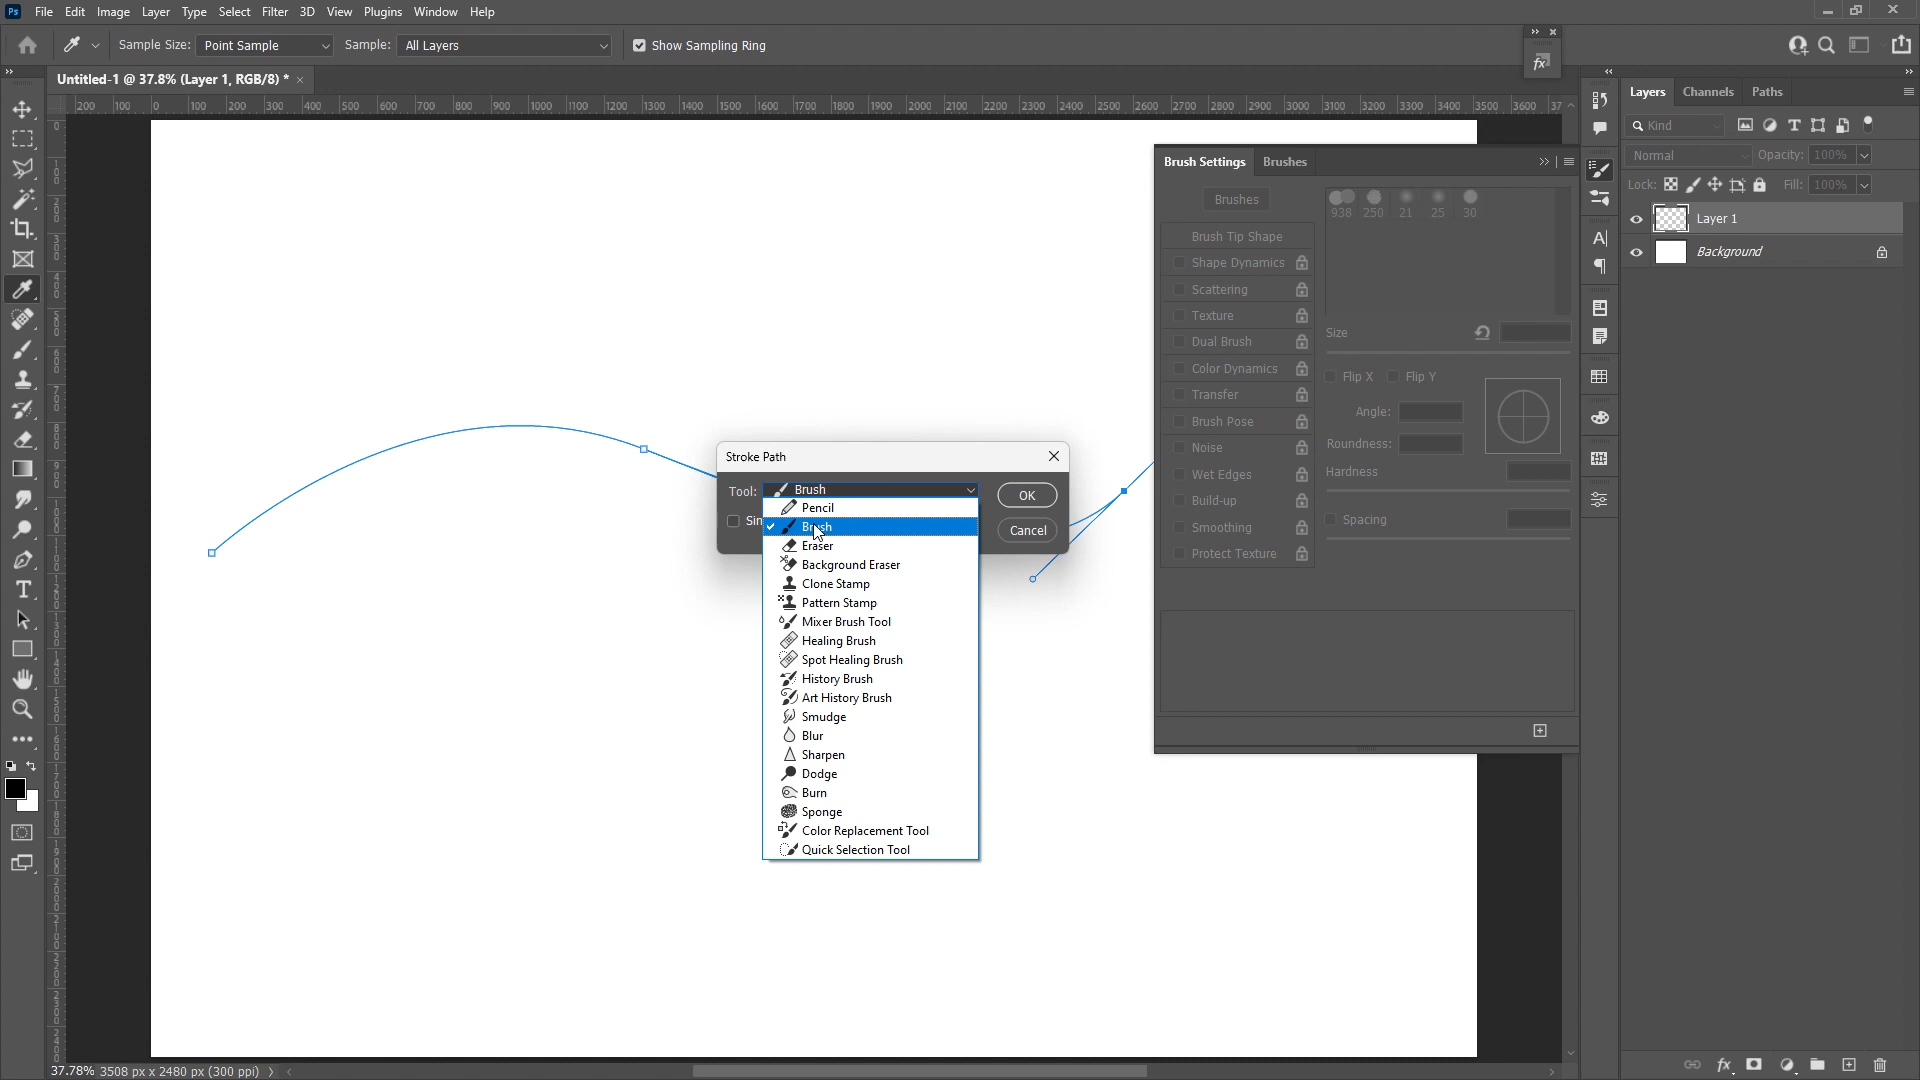 Ps File Edit Image Layer Type Select Filter 3D View Plugins Window Help
Sample Size: Point Sample Sample: All Layers Show Sampling Ring
fx
Untitled-1 @ 37.8% (Layer 1, RGB/8) * ×
200 100 0 100 200 300 400 500 600 700 800 900 1000 1100 1200 1300 1400 1500 1600 1700 1800 1900 2000 2100 2200 2300 2400 2500 2600 2700 2800 2900 3000 3100 3200 3300 3400 3500 3600 37
Layers Channels Paths
Kind
Normal Opacity: 100%
Lock: Fill: 100%
Layer 1
Background
Brush Settings Brushes
Brushes
938 250 21 25 30
Brush Tip Shape
Shape Dynamics
Scattering
Texture
Dual Brush
Color Dynamics
Transfer
Brush Pose
Noise
Wet Edges
Build-up
Smoothing
Protect Texture
Size
Flip X Flip Y
Angle:
Roundness:
Hardness
Spacing
Stroke Path
Tool: Brush
OK
Sim
Cancel
Pencil
Brush
Eraser
Background Eraser
Clone Stamp
Pattern Stamp
Mixer Brush Tool
Healing Brush
Spot Healing Brush
History Brush
Art History Brush
Smudge
Blur
Sharpen
Dodge
Burn
Sponge
Color Replacement Tool
Quick Selection Tool
37.78% 3508 px x 2480 px (300 ppi)
fx